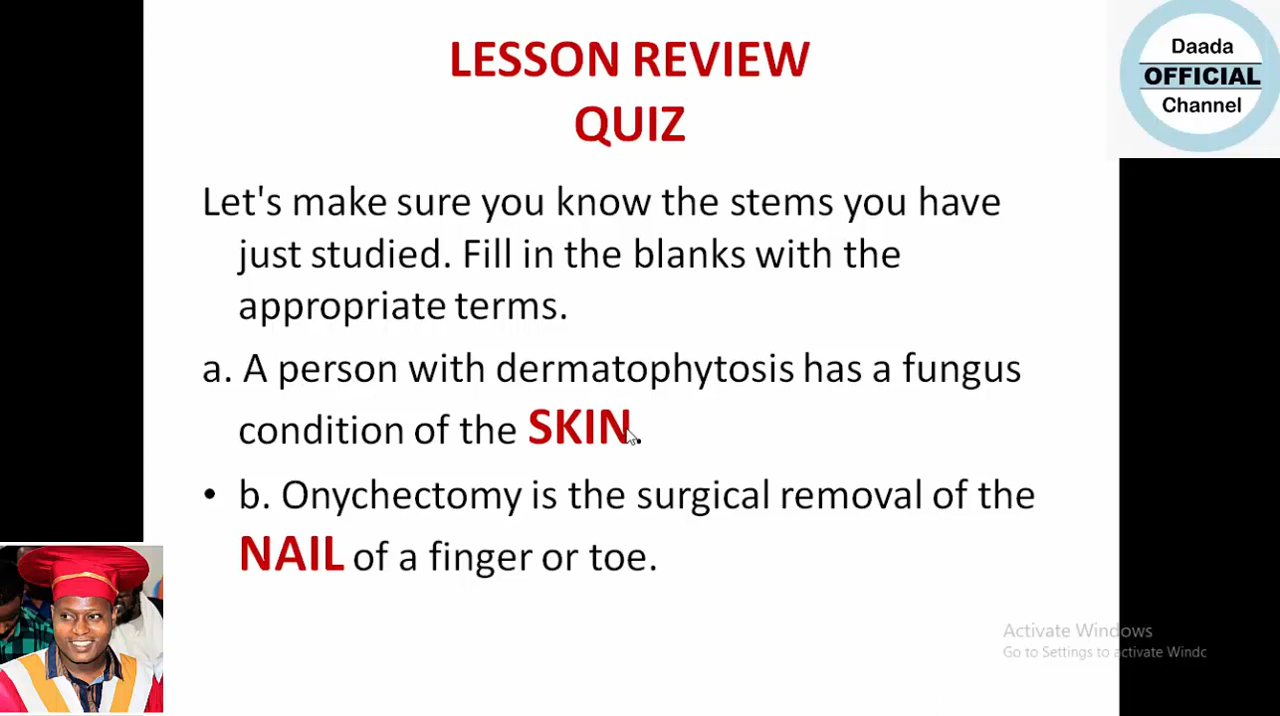 LESSON REVIEW
QUIZ
Daada
OFFICIAL
Channel
Let's make sure you know the stems you have
just studied. Fill in the blanks with the
appropriate terms.
a. A person with dermatophytosis has a fungus
condition of the SKIN.
• b. Onychectomy is the surgical removal of the
NAIL of a finger or toe.
Activate Windows
Go to Settings to activate Windc